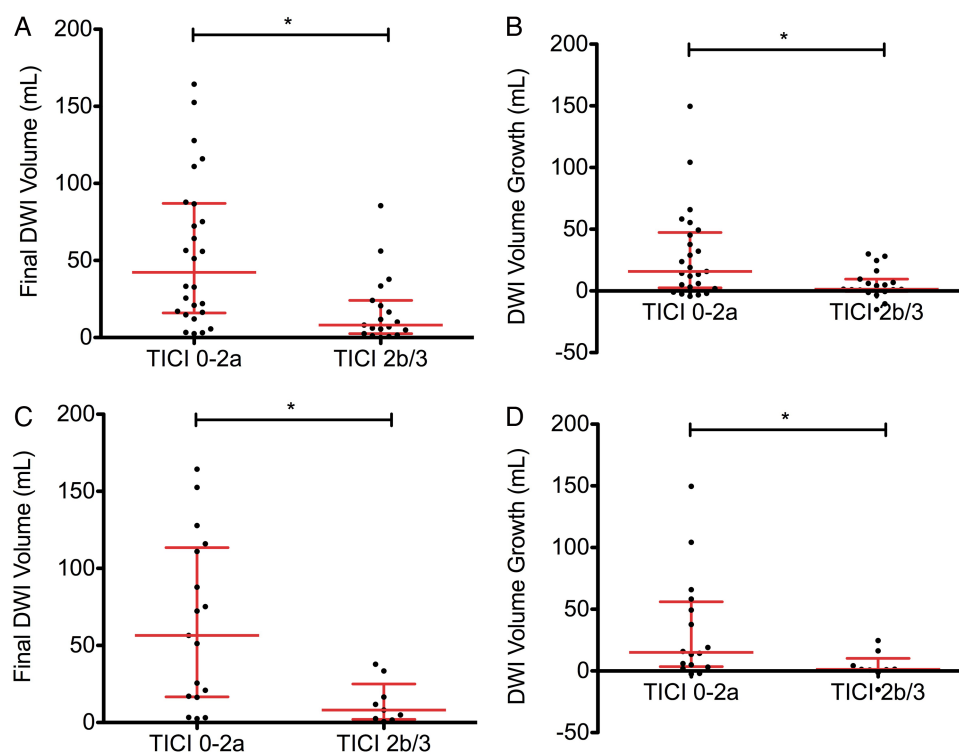 A
Final DWI Volume (mL)
200
150
100
50
0
*
TICI 0-2a
TICI 2b/3
B
DWI Volume Growth (mL)
200
150
100
50
0
-50
*
TICI 0-2a
TICI 2b/3
C
Final DWI Volume (mL)
200
150
100
50
0
*
TICI 0-2a
TICI 2b/3
D
DWI Volume Growth (mL)
200
150
100
50
0
-50
*
TICI 0-2a
TICI 2b/3